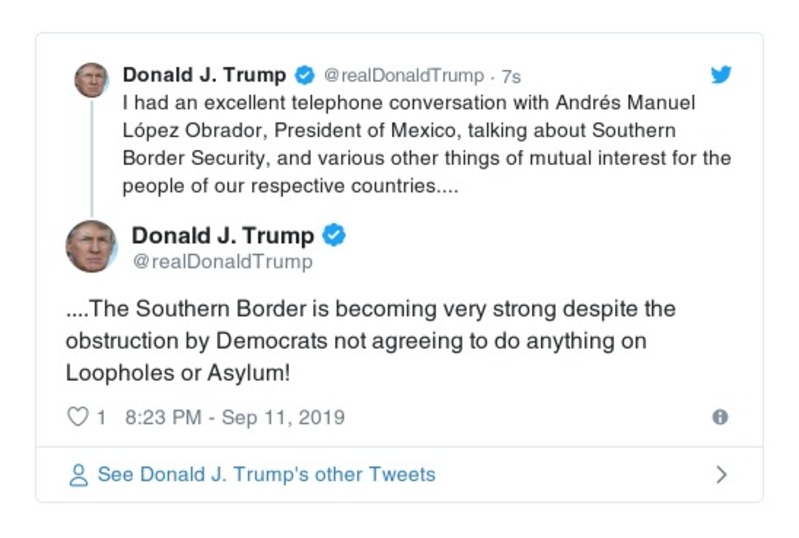 Donald J. Trump @realDonaldTrump · 7s
I had an excellent telephone conversation with Andrés Manuel
López Obrador, President of Mexico, talking about Southern
Border Security, and various other things of mutual interest for the
people of our respective countries....
Donald J. Trump
@realDonaldTrump
....The Southern Border is becoming very strong despite the
obstruction by Democrats not agreeing to do anything on
Loopholes or Asylum!
1 8:23 PM - Sep 11, 2019
See Donald J. Trump's other Tweets